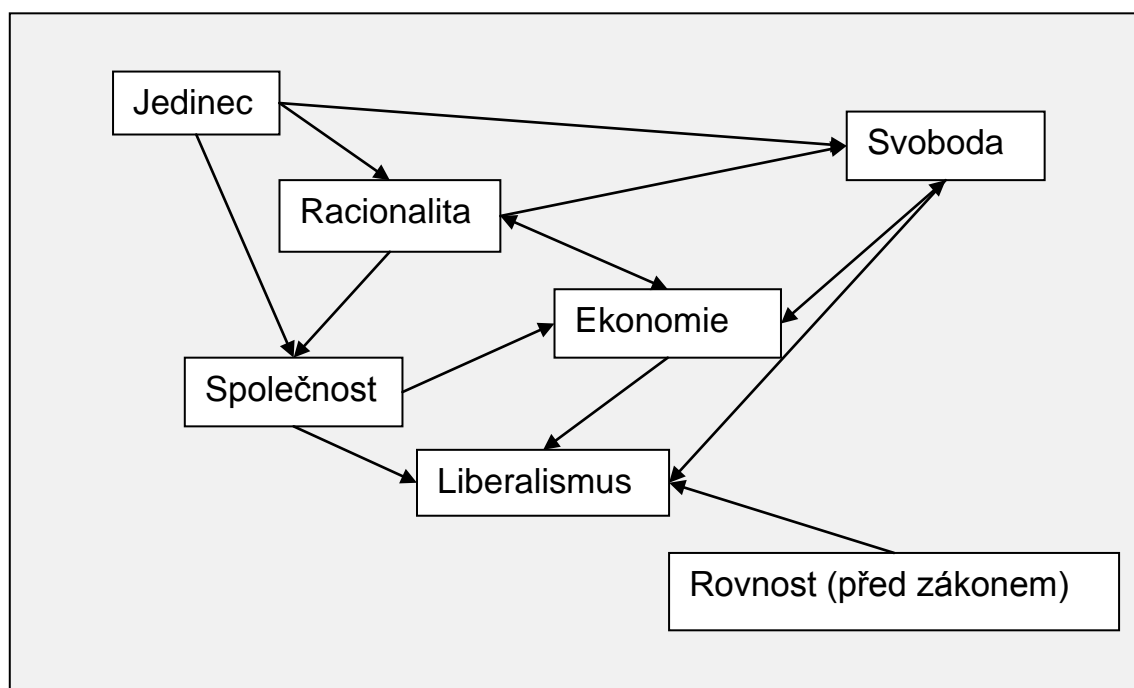 Jedinec
Svoboda
Racionalita
Ekonomie
Společnost
Liberalismus
Rovnost (před zákonem)